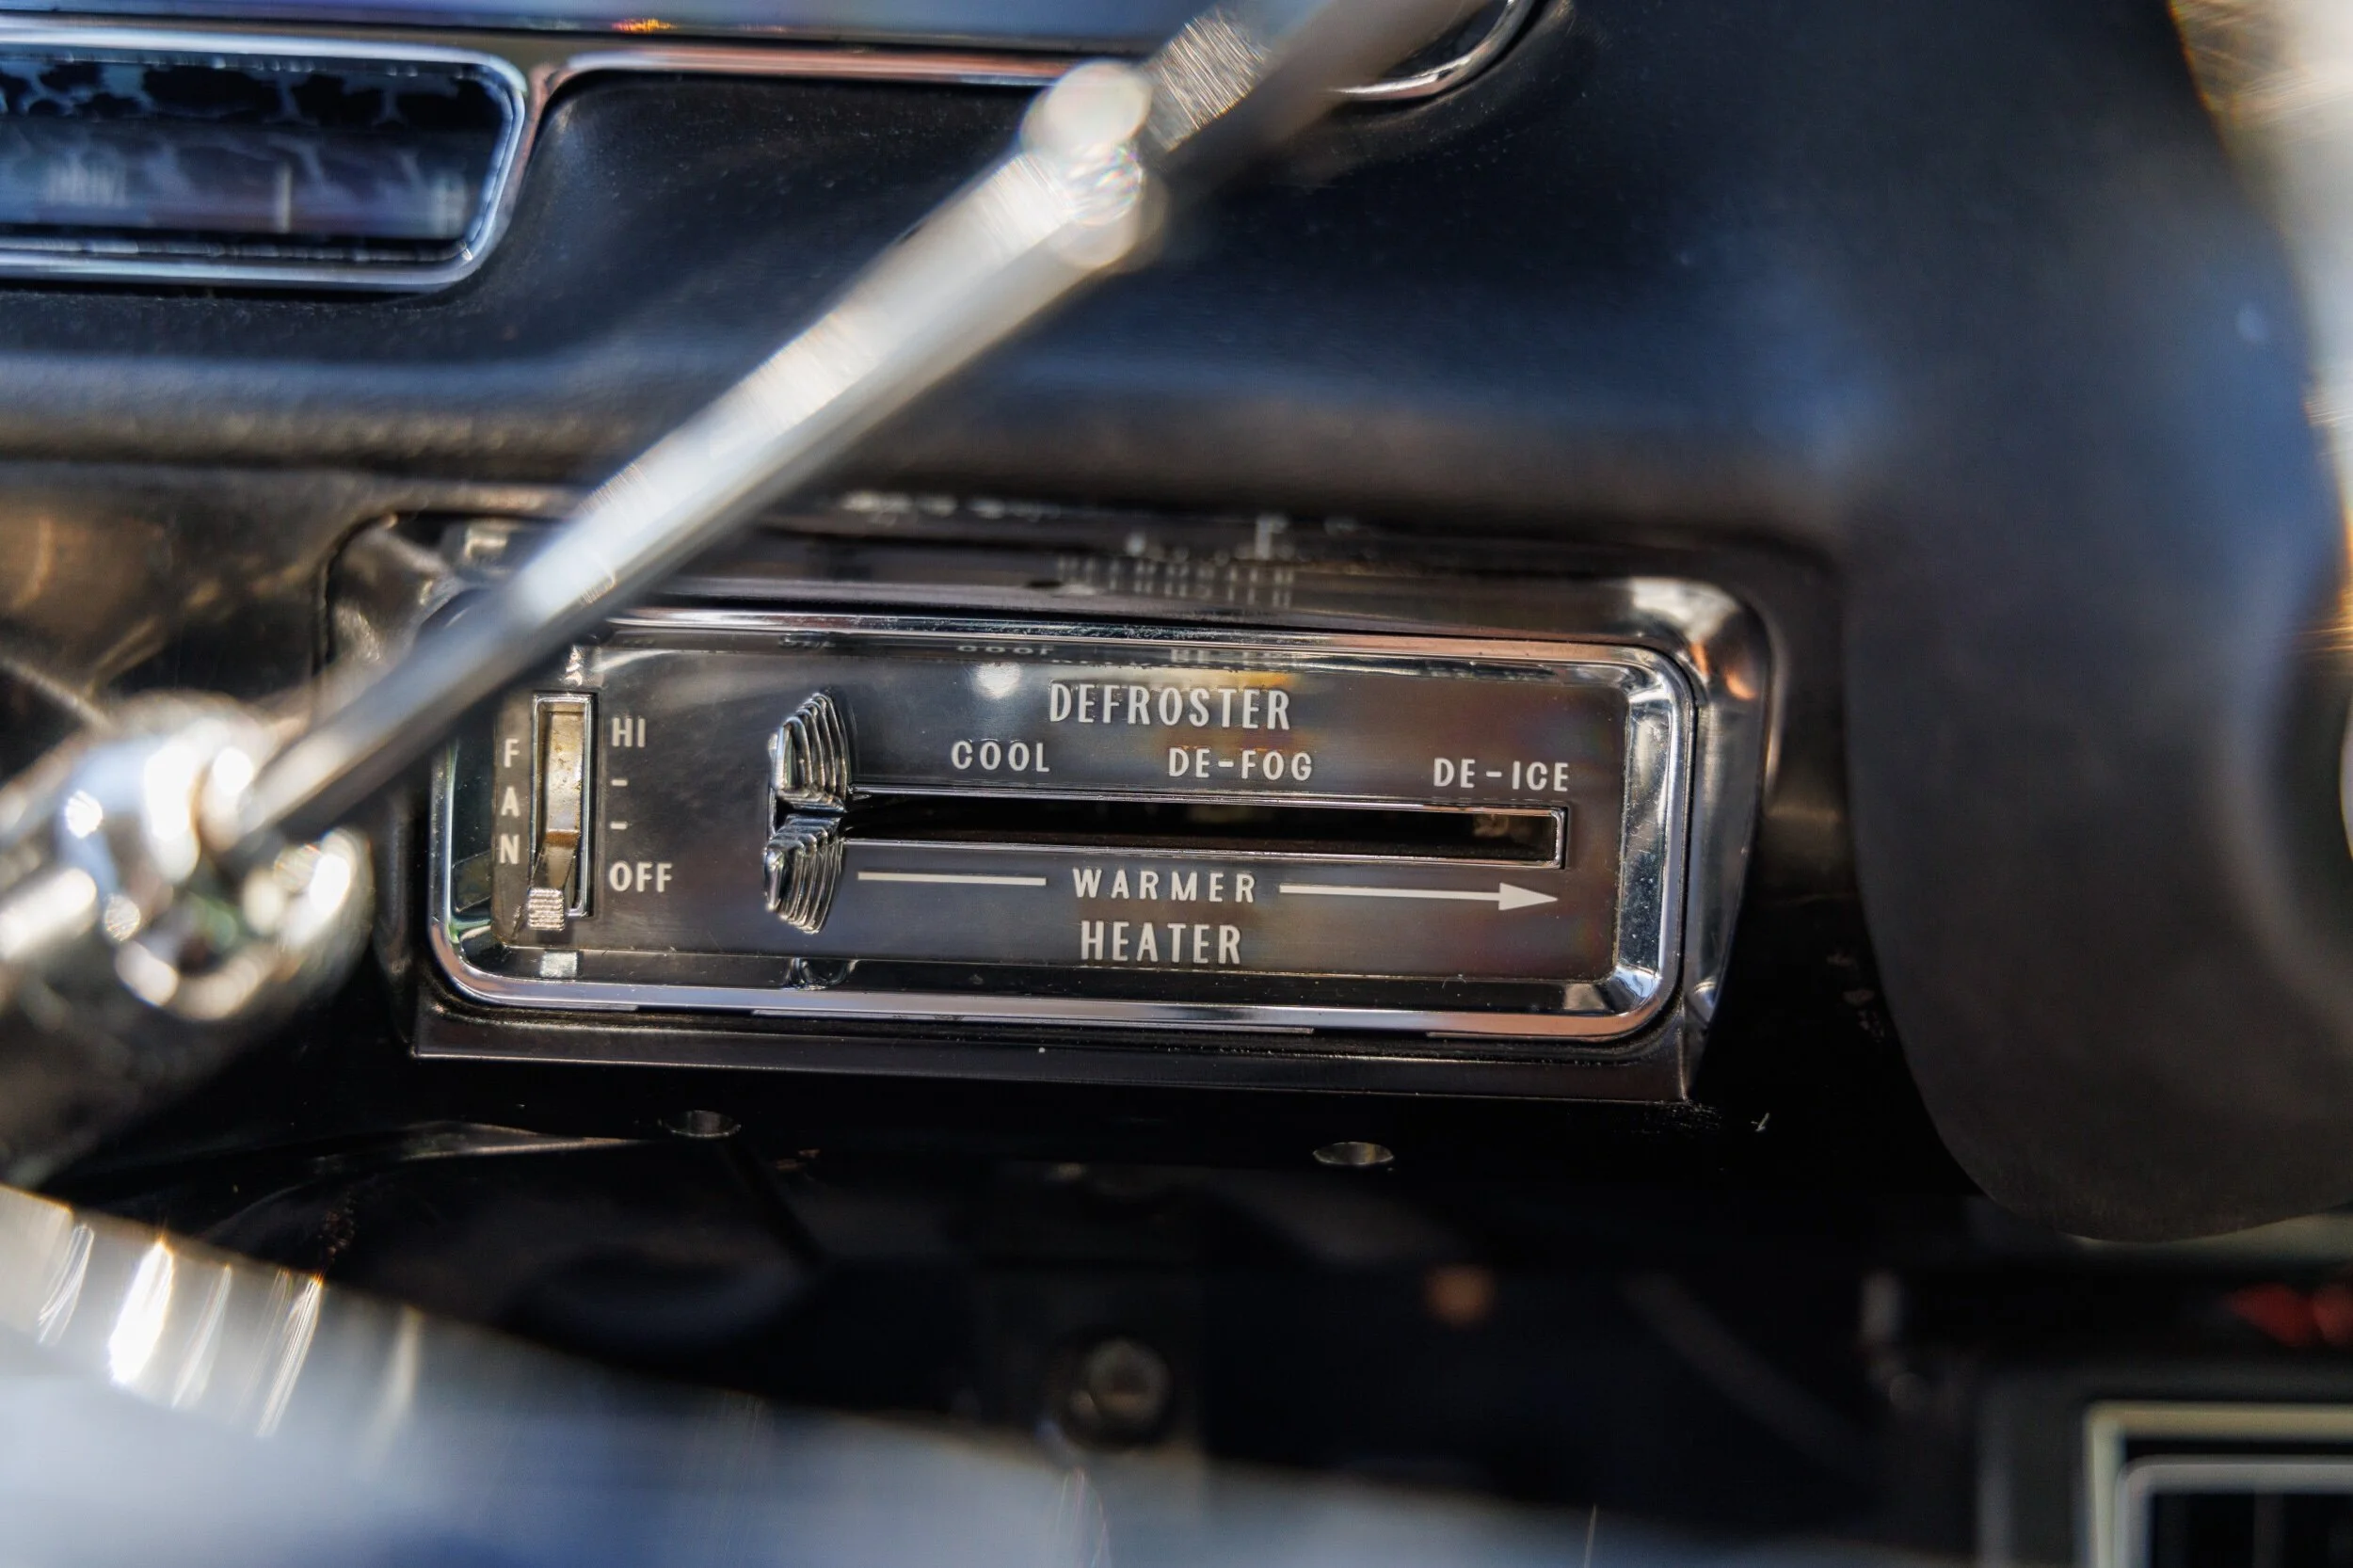 DEFROSTER
COOL DE-FOG DE-ICE
FAN
HI
-
-
OFF
WARMER
HEATER